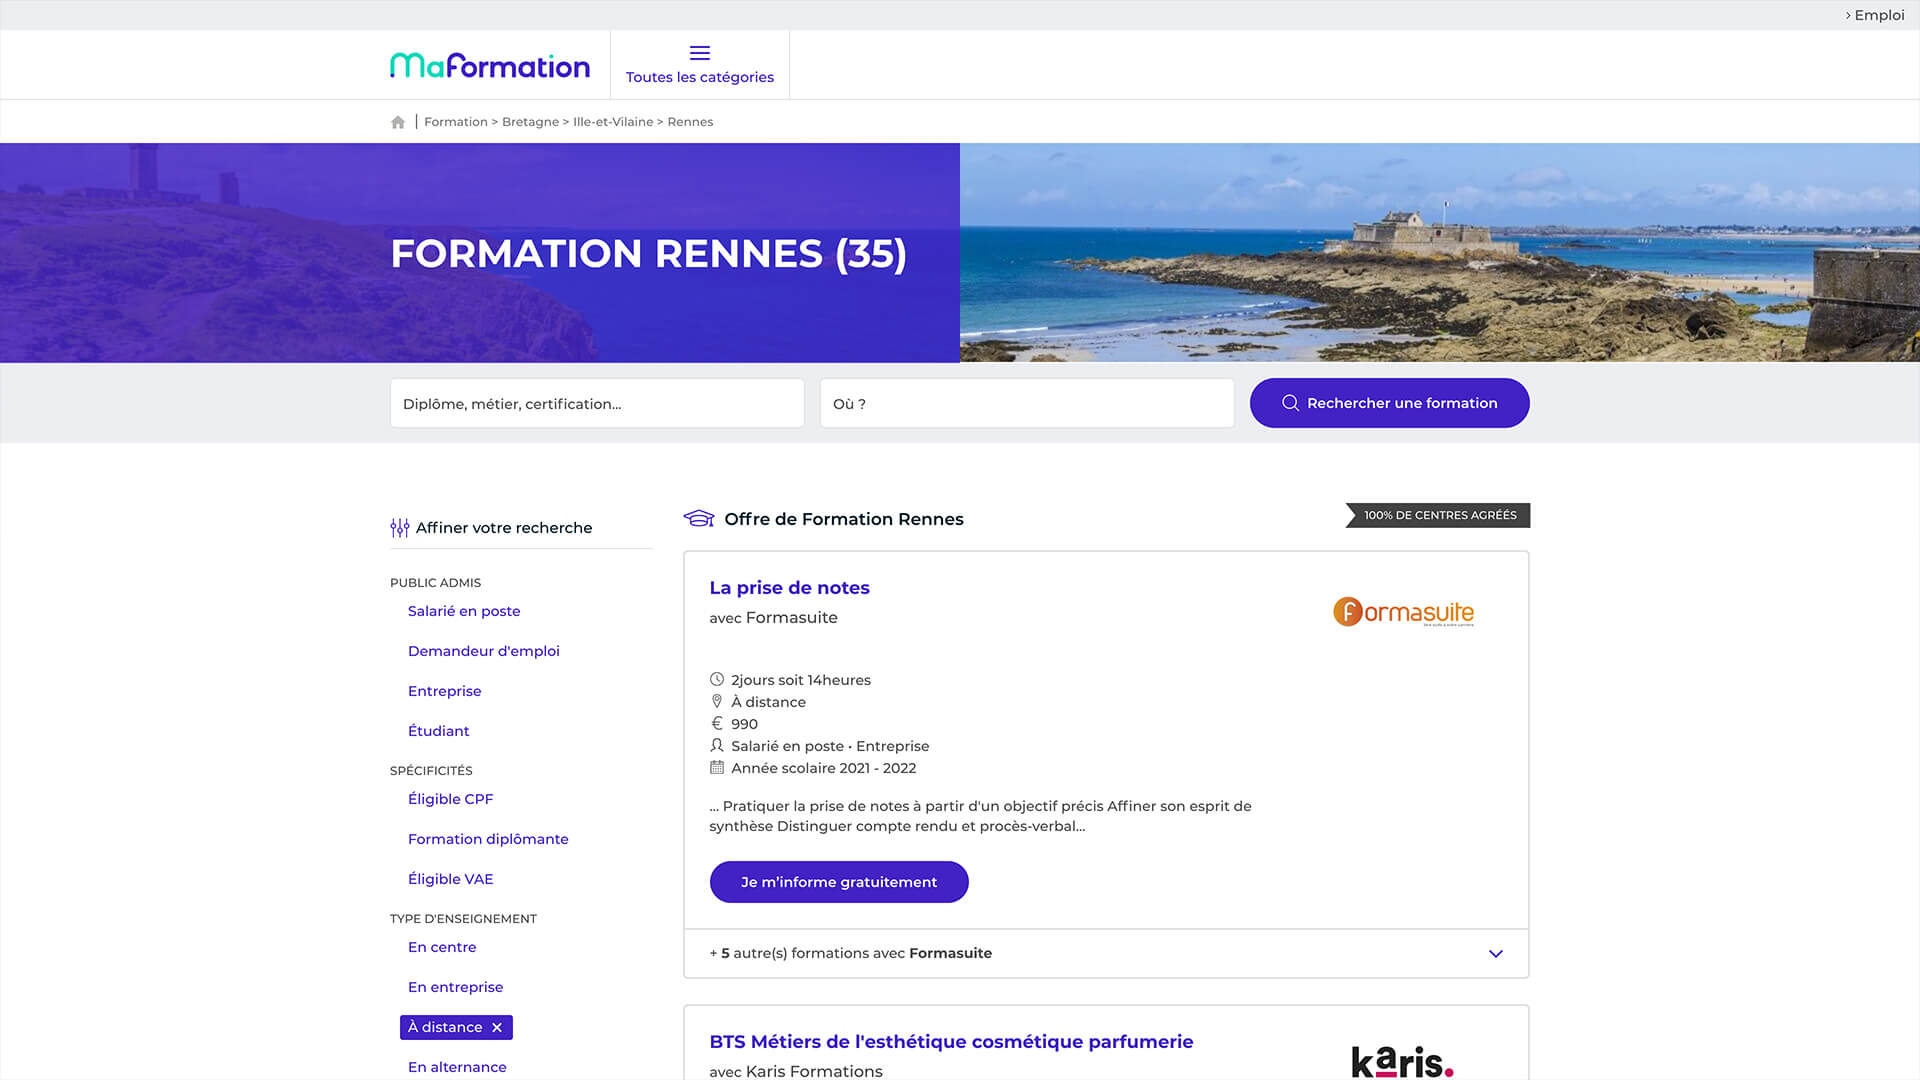 › Emploi
MaFormation
Toutes les catégories
Formation > Bretagne > Ille-et-Vilaine > Rennes
FORMATION RENNES (35)
Diplôme, métier, certification...
Où ?
Rechercher une formation
Affiner votre recherche
PUBLIC ADMIS
Salarié en poste
Demandeur d'emploi
Entreprise
Étudiant
SPÉCIFICITÉS
Éligible CPF
Formation diplômante
Éligible VAE
TYPE D'ENSEIGNEMENT
En centre
En entreprise
À distance ×
En alternance
Offre de Formation Rennes
100% DE CENTRES AGRÉÉS
La prise de notes
avec Formasuite
formasuite
2jours soit 14heures
À distance
€ 990
Salarié en poste • Entreprise
Année scolaire 2021 - 2022
... Pratiquer la prise de notes à partir d'un objectif précis Affiner son esprit de
synthèse Distinguer compte rendu et procès-verbal...
Je m'informe gratuitement
+ 5 autre(s) formations avec Formasuite
BTS Métiers de l'esthétique cosmétique parfumerie
avec Karis Formations
karis.